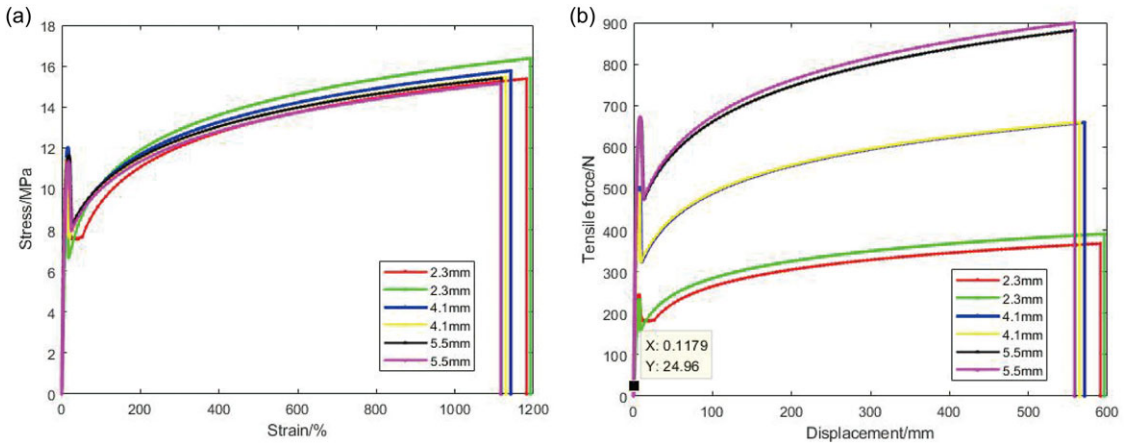 (a)
18
16
14
12
10
8
6
4
2
0
Stress/MPa
2.3mm
2.3mm
4.1mm
4.1mm
5.5mm
5.5mm
0 200 400 600 800 1000 1200
Strain/%
(b)
900
800
700
600
500
400
300
200
100
0
Tensile force/N
X: 0.1179
Y: 24.96
2.3mm
2.3mm
4.1mm
4.1mm
5.5mm
5.5mm
0 100 200 300 400 500 600
Displacement/mm